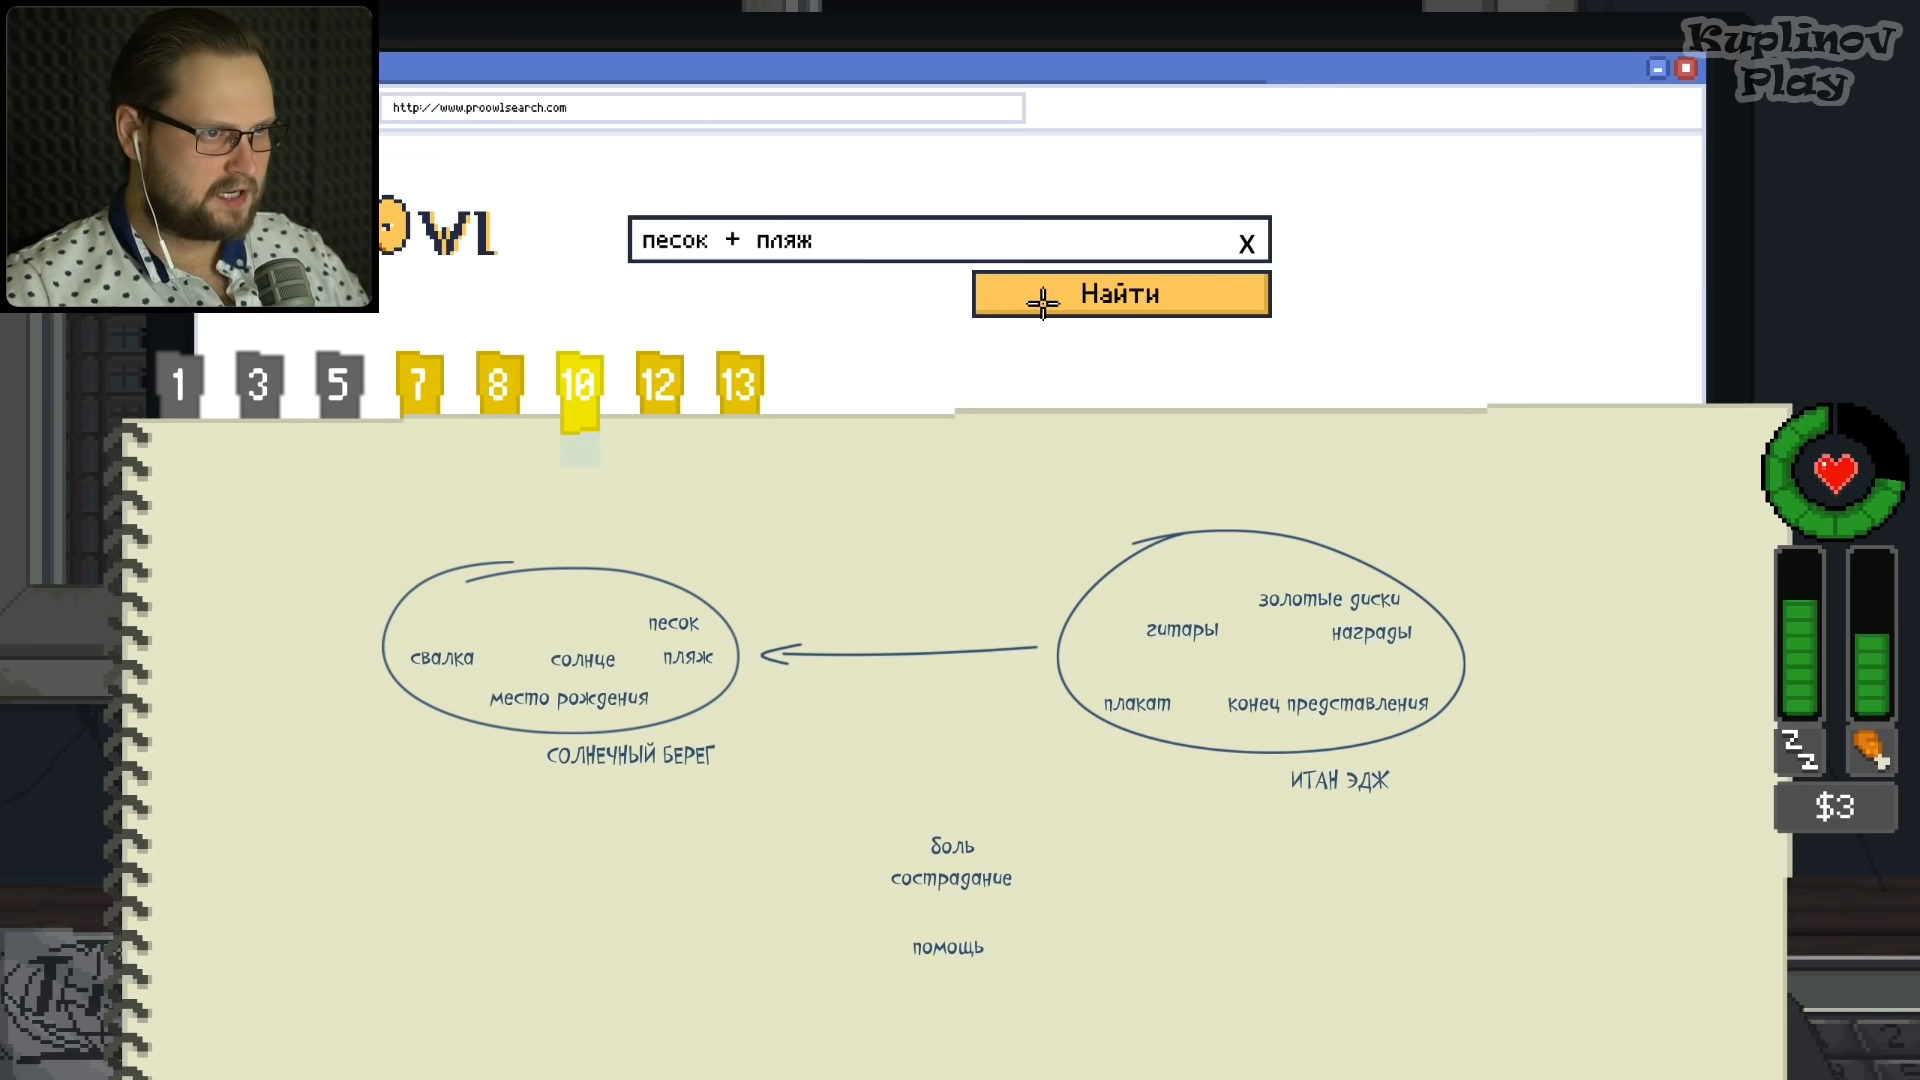 Kuplinov
Play
http://www.proowlsearch.com
owl
песок + пляж
X
Найти
1 3 5 7 8 10 12 13
песок
свалка солнце пляж
место рождения
СОЛНЕЧНЫЙ БЕРЕГ
золотые диски
гитары награды
плакат конец представления
ИТАН ЭДЖ
боль
сострадание
помощь
ZZ
$3